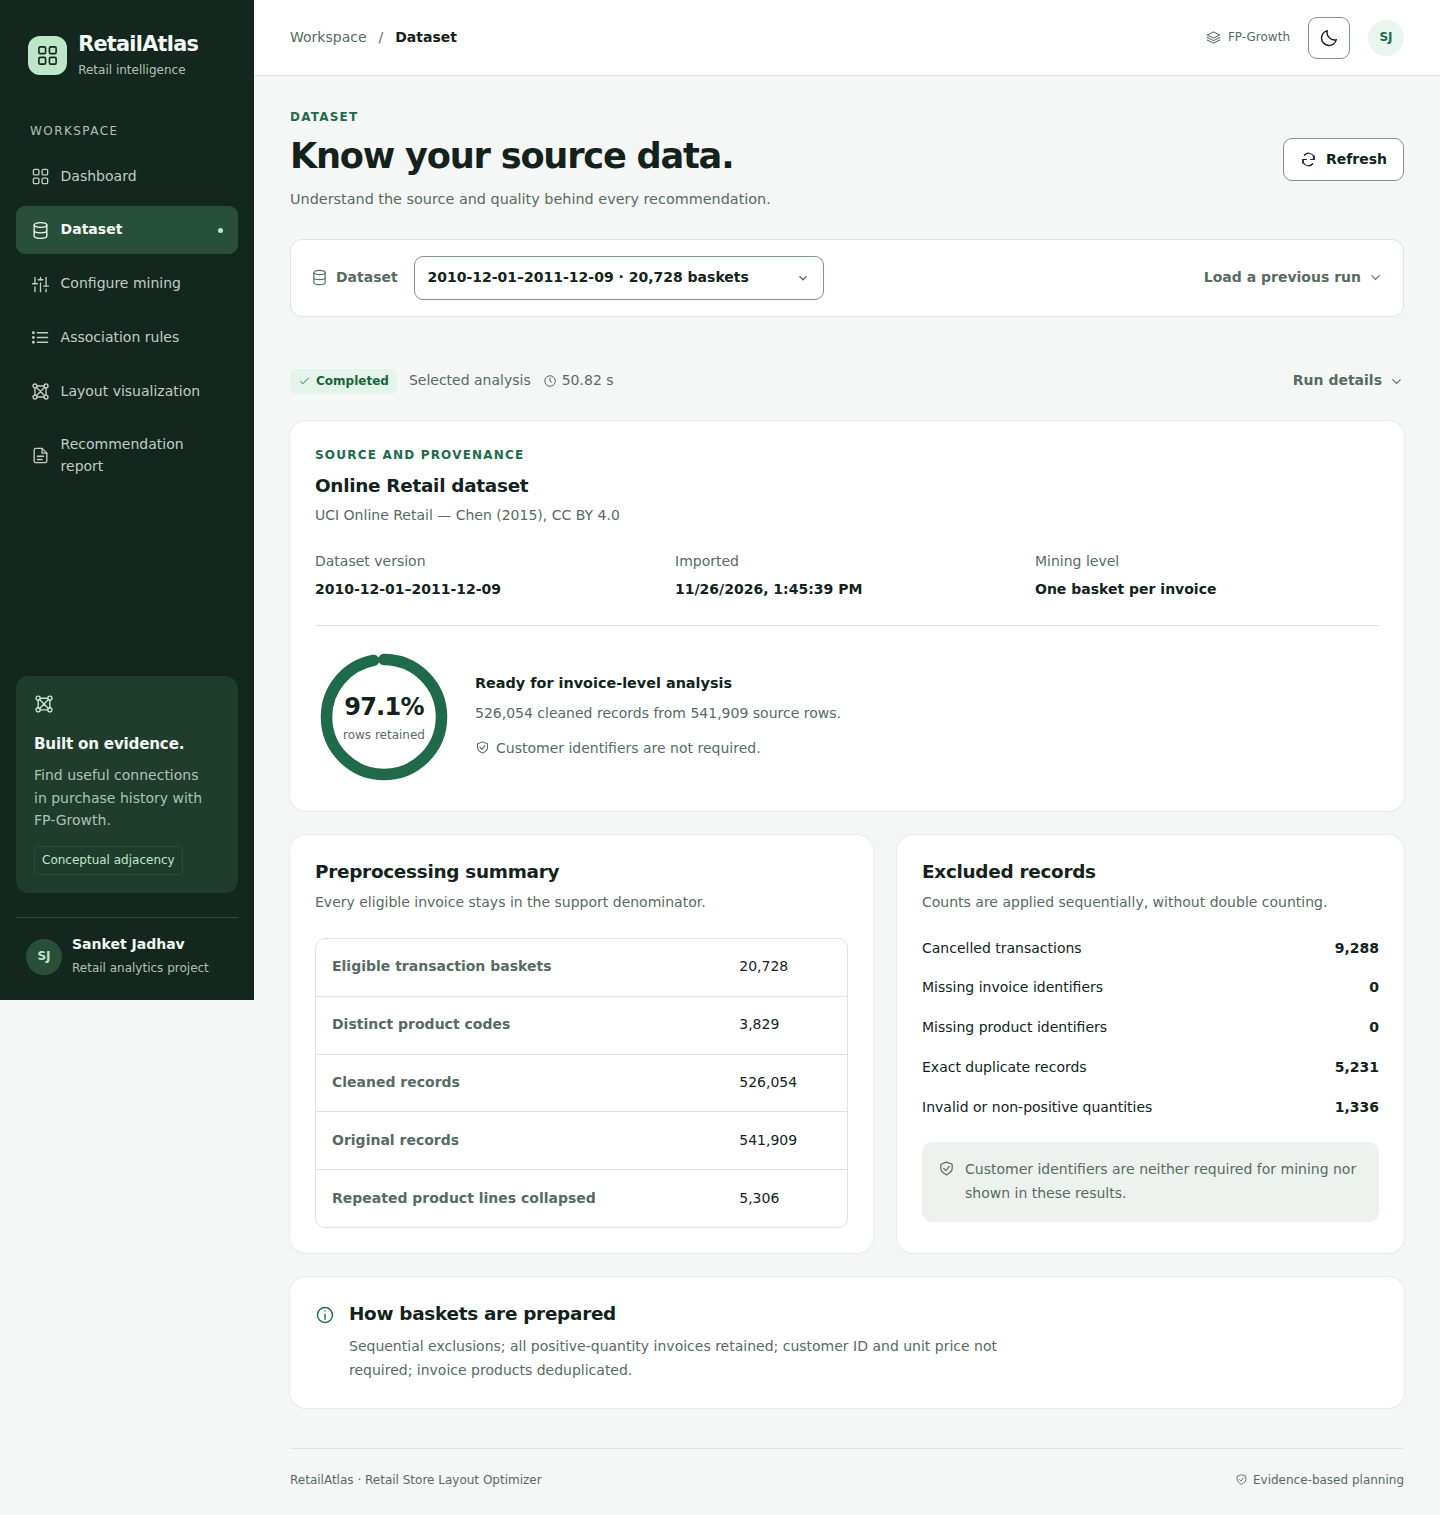 RetailAtlas
Retail intelligence
WORKSPACE
Dashboard
Dataset
Configure mining
Association rules
Layout visualization
Recommendation
report
Built on evidence.
Find useful connections
in purchase history with
FP-Growth.
Conceptual adjacency
SJ
Sanket Jadhav
Retail analytics project
Workspace / Dataset
FP-Growth
SJ
DATASET
Know your source data.
Understand the source and quality behind every recommendation.
Refresh
Dataset
2010-12-01–2011-12-09 · 20,728 baskets
Load a previous run
Completed
Selected analysis
50.82 s
Run details
SOURCE AND PROVENANCE
Online Retail dataset
UCI Online Retail — Chen (2015), CC BY 4.0
Dataset version
2010-12-01–2011-12-09
Imported
11/26/2026, 1:45:39 PM
Mining level
One basket per invoice
97.1%
rows retained
Ready for invoice-level analysis
526,054 cleaned records from 541,909 source rows.
Customer identifiers are not required.
Preprocessing summary
Every eligible invoice stays in the support denominator.
Eligible transaction baskets 20,728
Distinct product codes 3,829
Cleaned records 526,054
Original records 541,909
Repeated product lines collapsed 5,306
Excluded records
Counts are applied sequentially, without double counting.
Cancelled transactions 9,288
Missing invoice identifiers 0
Missing product identifiers 0
Exact duplicate records 5,231
Invalid or non-positive quantities 1,336
Customer identifiers are neither required for mining nor
shown in these results.
How baskets are prepared
Sequential exclusions; all positive-quantity invoices retained; customer ID and unit price not
required; invoice products deduplicated.
RetailAtlas · Retail Store Layout Optimizer
Evidence-based planning